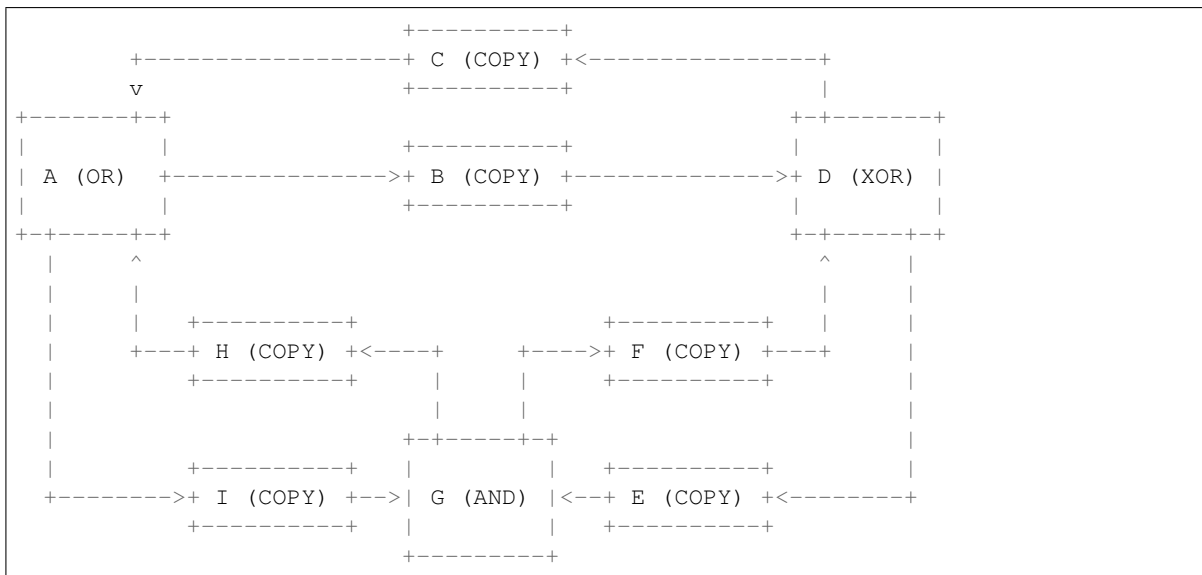 +----------+
              +------------------+ C (COPY) +<----------------+
              v                  +----------+                 |
+-------+-+                                                 +-+-------+
|         |                      +----------+               |         |
| A (OR)  +--------------->+ B (COPY) +-------------->+ D (XOR) |
|         |                      +----------+               |         |
+-+-----+-+                                                 +-+-----+-+
  |     ^                                                     ^     |
  |     |                                                     |     |
  |     |   +----------+                 +----------+   |     |
  |     +---+ H (COPY) +<----+     +---->+ F (COPY) +---+     |
  |         +----------+     |     |     +----------+         |
  |                          |     |                          |
  |                        +-+-----+-+                        |
  |         +----------+   |         |   +----------+         |
  +-------->+ I (COPY) +-->| G (AND) |<--+ E (COPY) +<--------+
            +----------+   |         |   +----------+
                           +---------+